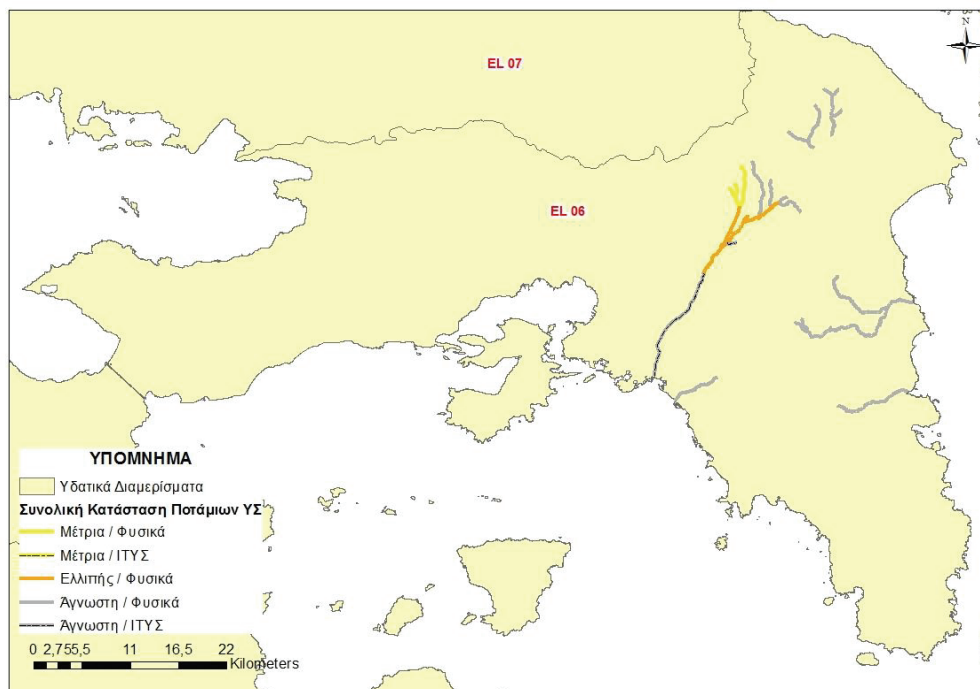 N
EL 07
EL 06
ΥΠΟΜΝΗΜΑ
Υδατικά Διαμερίσματα
Συνολική Κατάσταση Ποτάμιων ΥΣ
Μέτρια / Φυσικά
Μέτρια / ΙΤΥΣ
Ελλιπής / Φυσικά
Άγνωστη / Φυσικά
Άγνωστη / ΙΤΥΣ
0 2,755,5 11 16,5 22
Kilometers